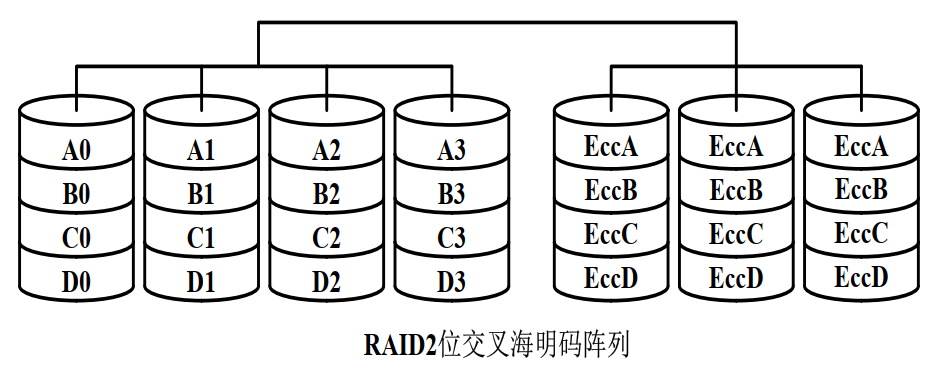 A0 A1 A2 A3 EccA EccA EccA
B0 B1 B2 B3 EccB EccB EccB
C0 C1 C2 C3 EccC EccC EccC
D0 D1 D2 D3 EccD EccD EccD
RAID2位交叉海明码阵列